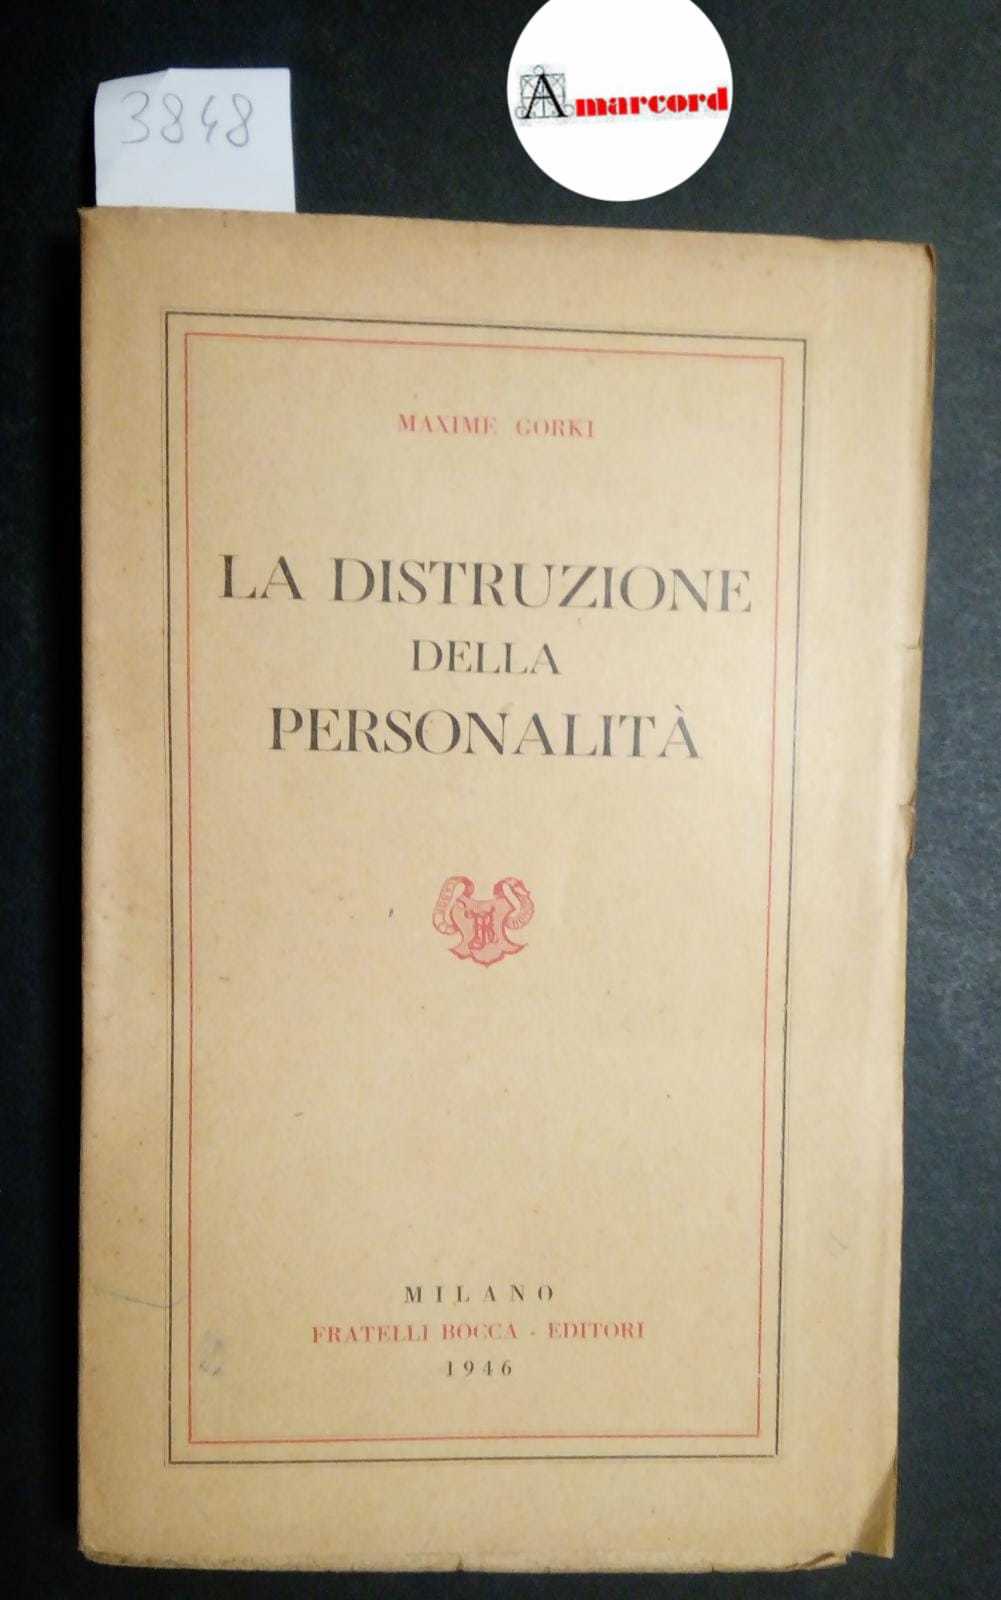 3848
Amarcord
MAXIME GORKI
LA DISTRUZIONE
DELLA
PERSONALITÀ
MILANO
FRATELLI BOCCA - EDITORI
1946